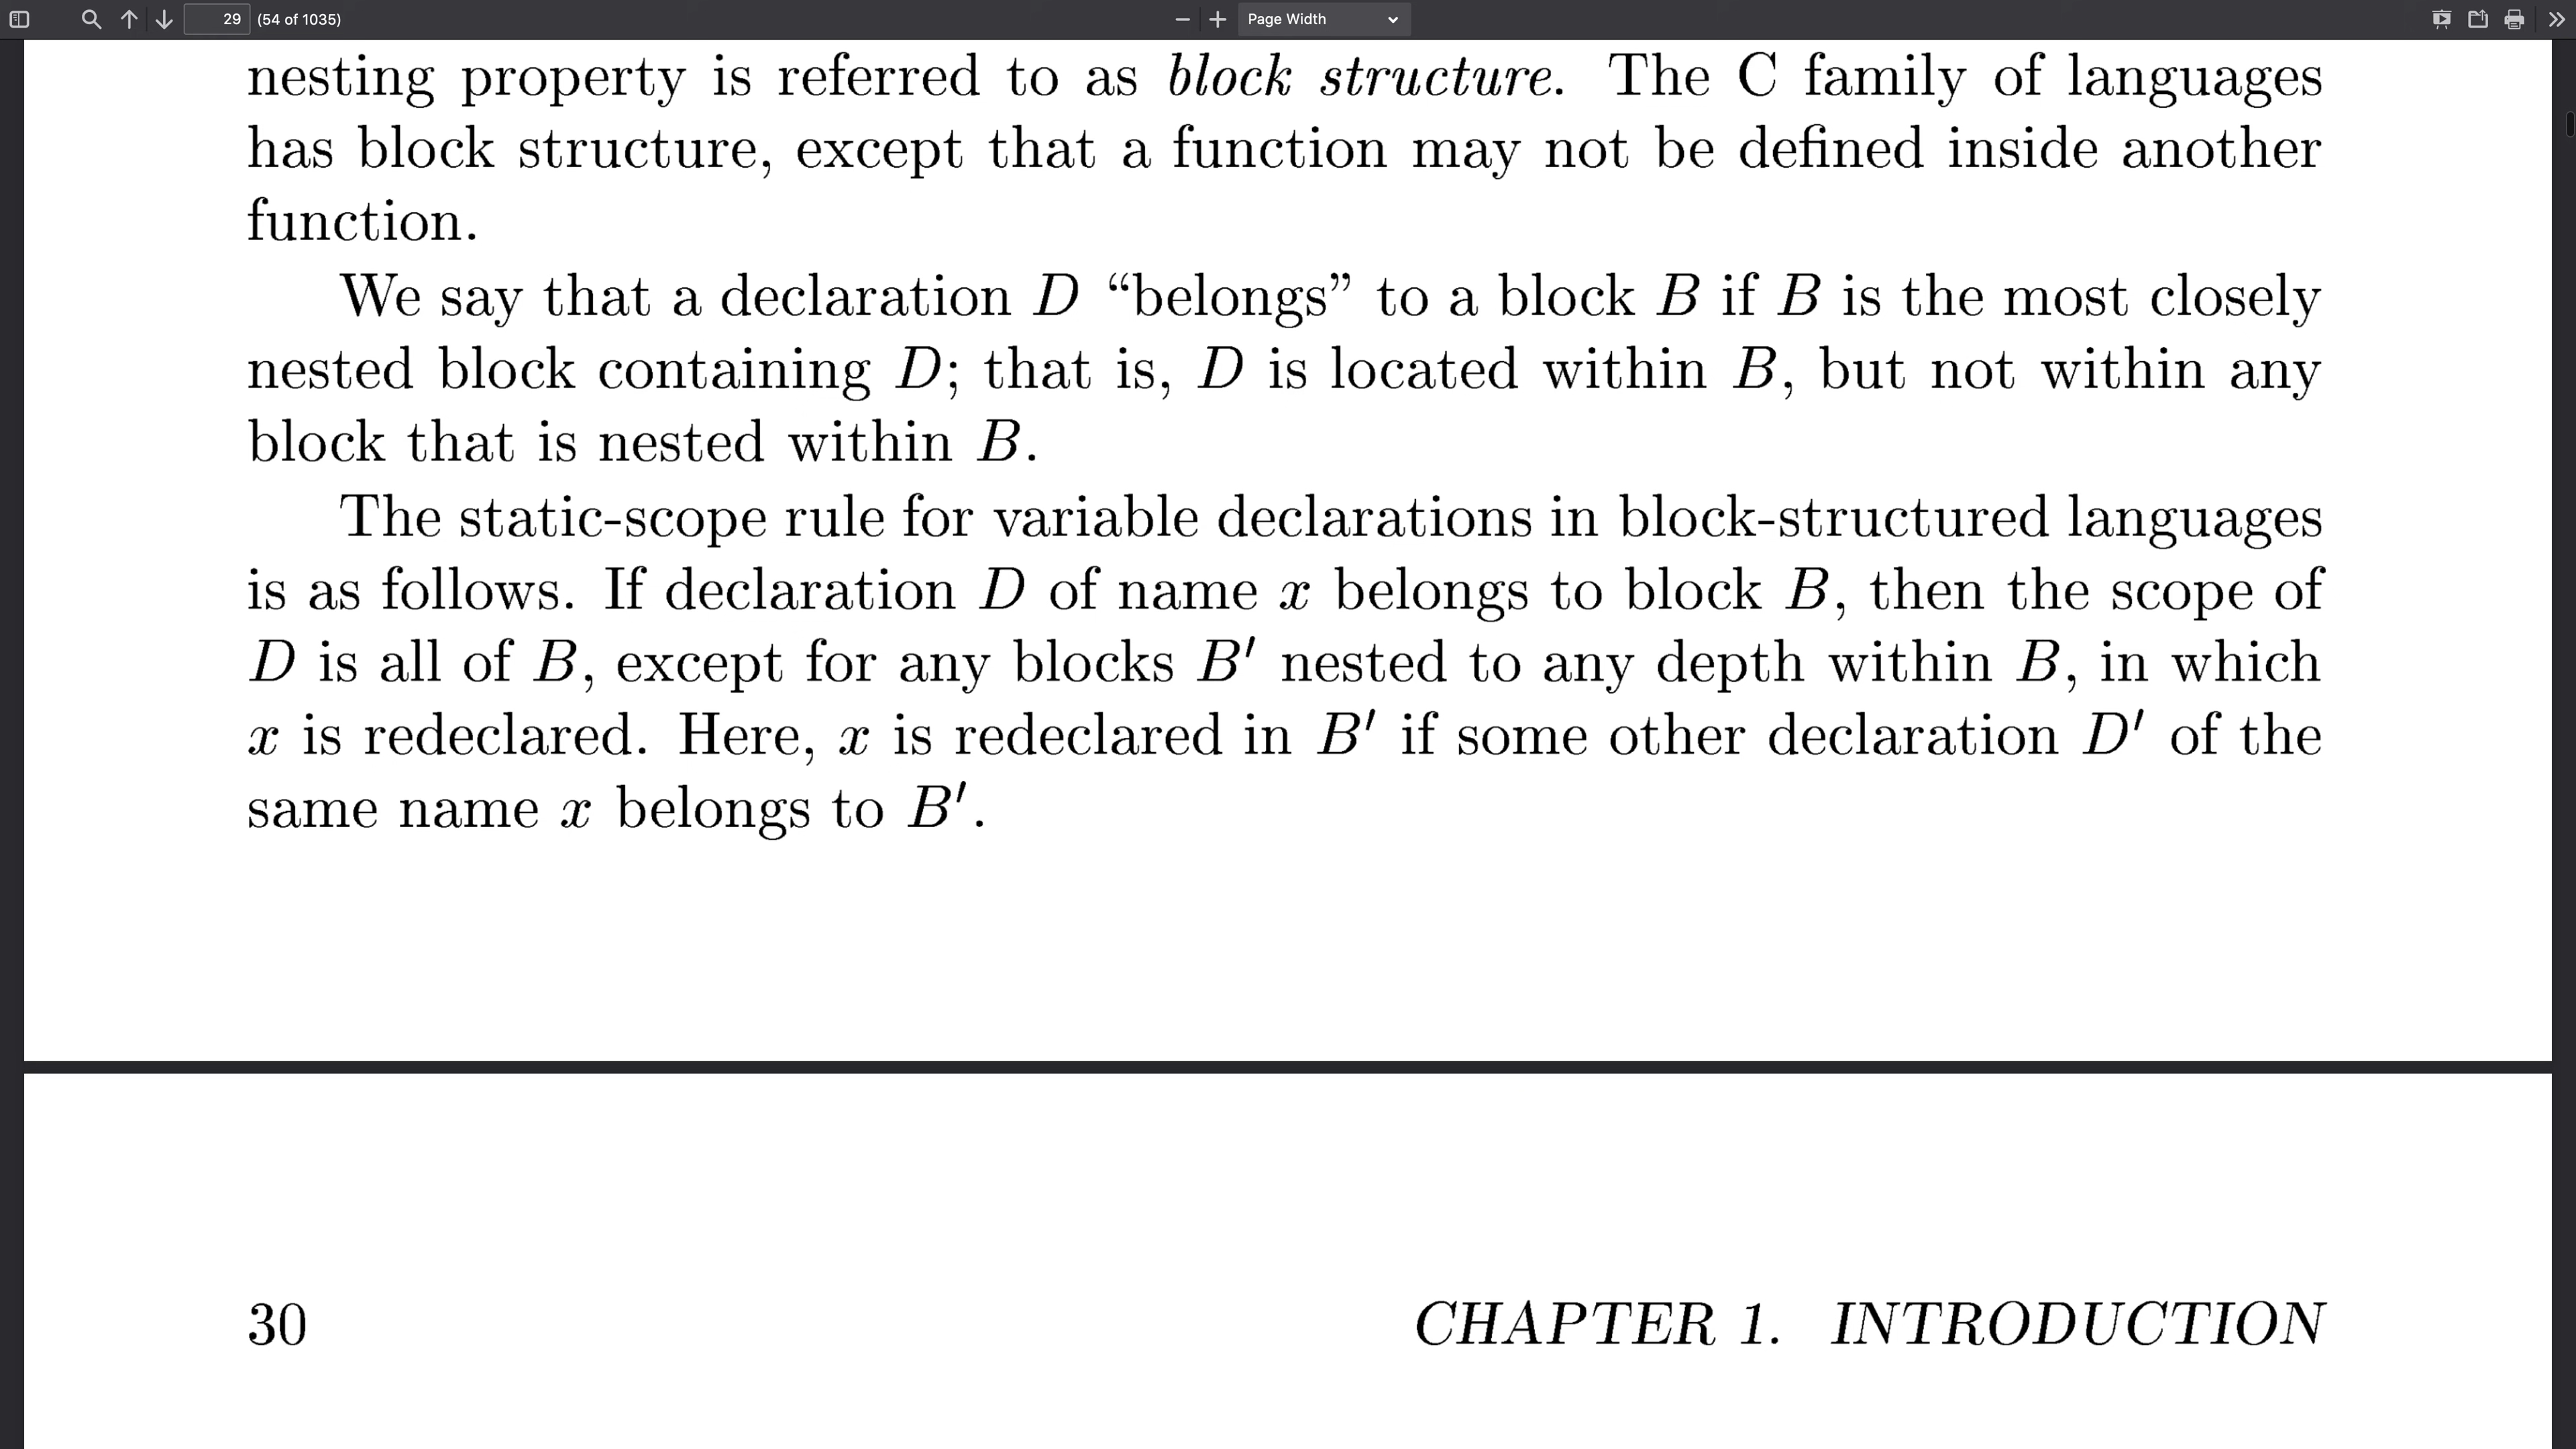 29 (54 of 1035) Page Width
nesting property is referred to as block structure. The C family of languages
has block structure, except that a function may not be defined inside another
function.
We say that a declaration D “belongs” to a block B if B is the most closely
nested block containing D; that is, D is located within B, but not within any
block that is nested within B.
The static-scope rule for variable declarations in block-structured languages
is as follows. If declaration D of name x belongs to block B, then the scope of
D is all of B, except for any blocks B′ nested to any depth within B, in which
x is redeclared. Here, x is redeclared in B′ if some other declaration D′ of the
same name x belongs to B′.
30 CHAPTER 1. INTRODUCTION